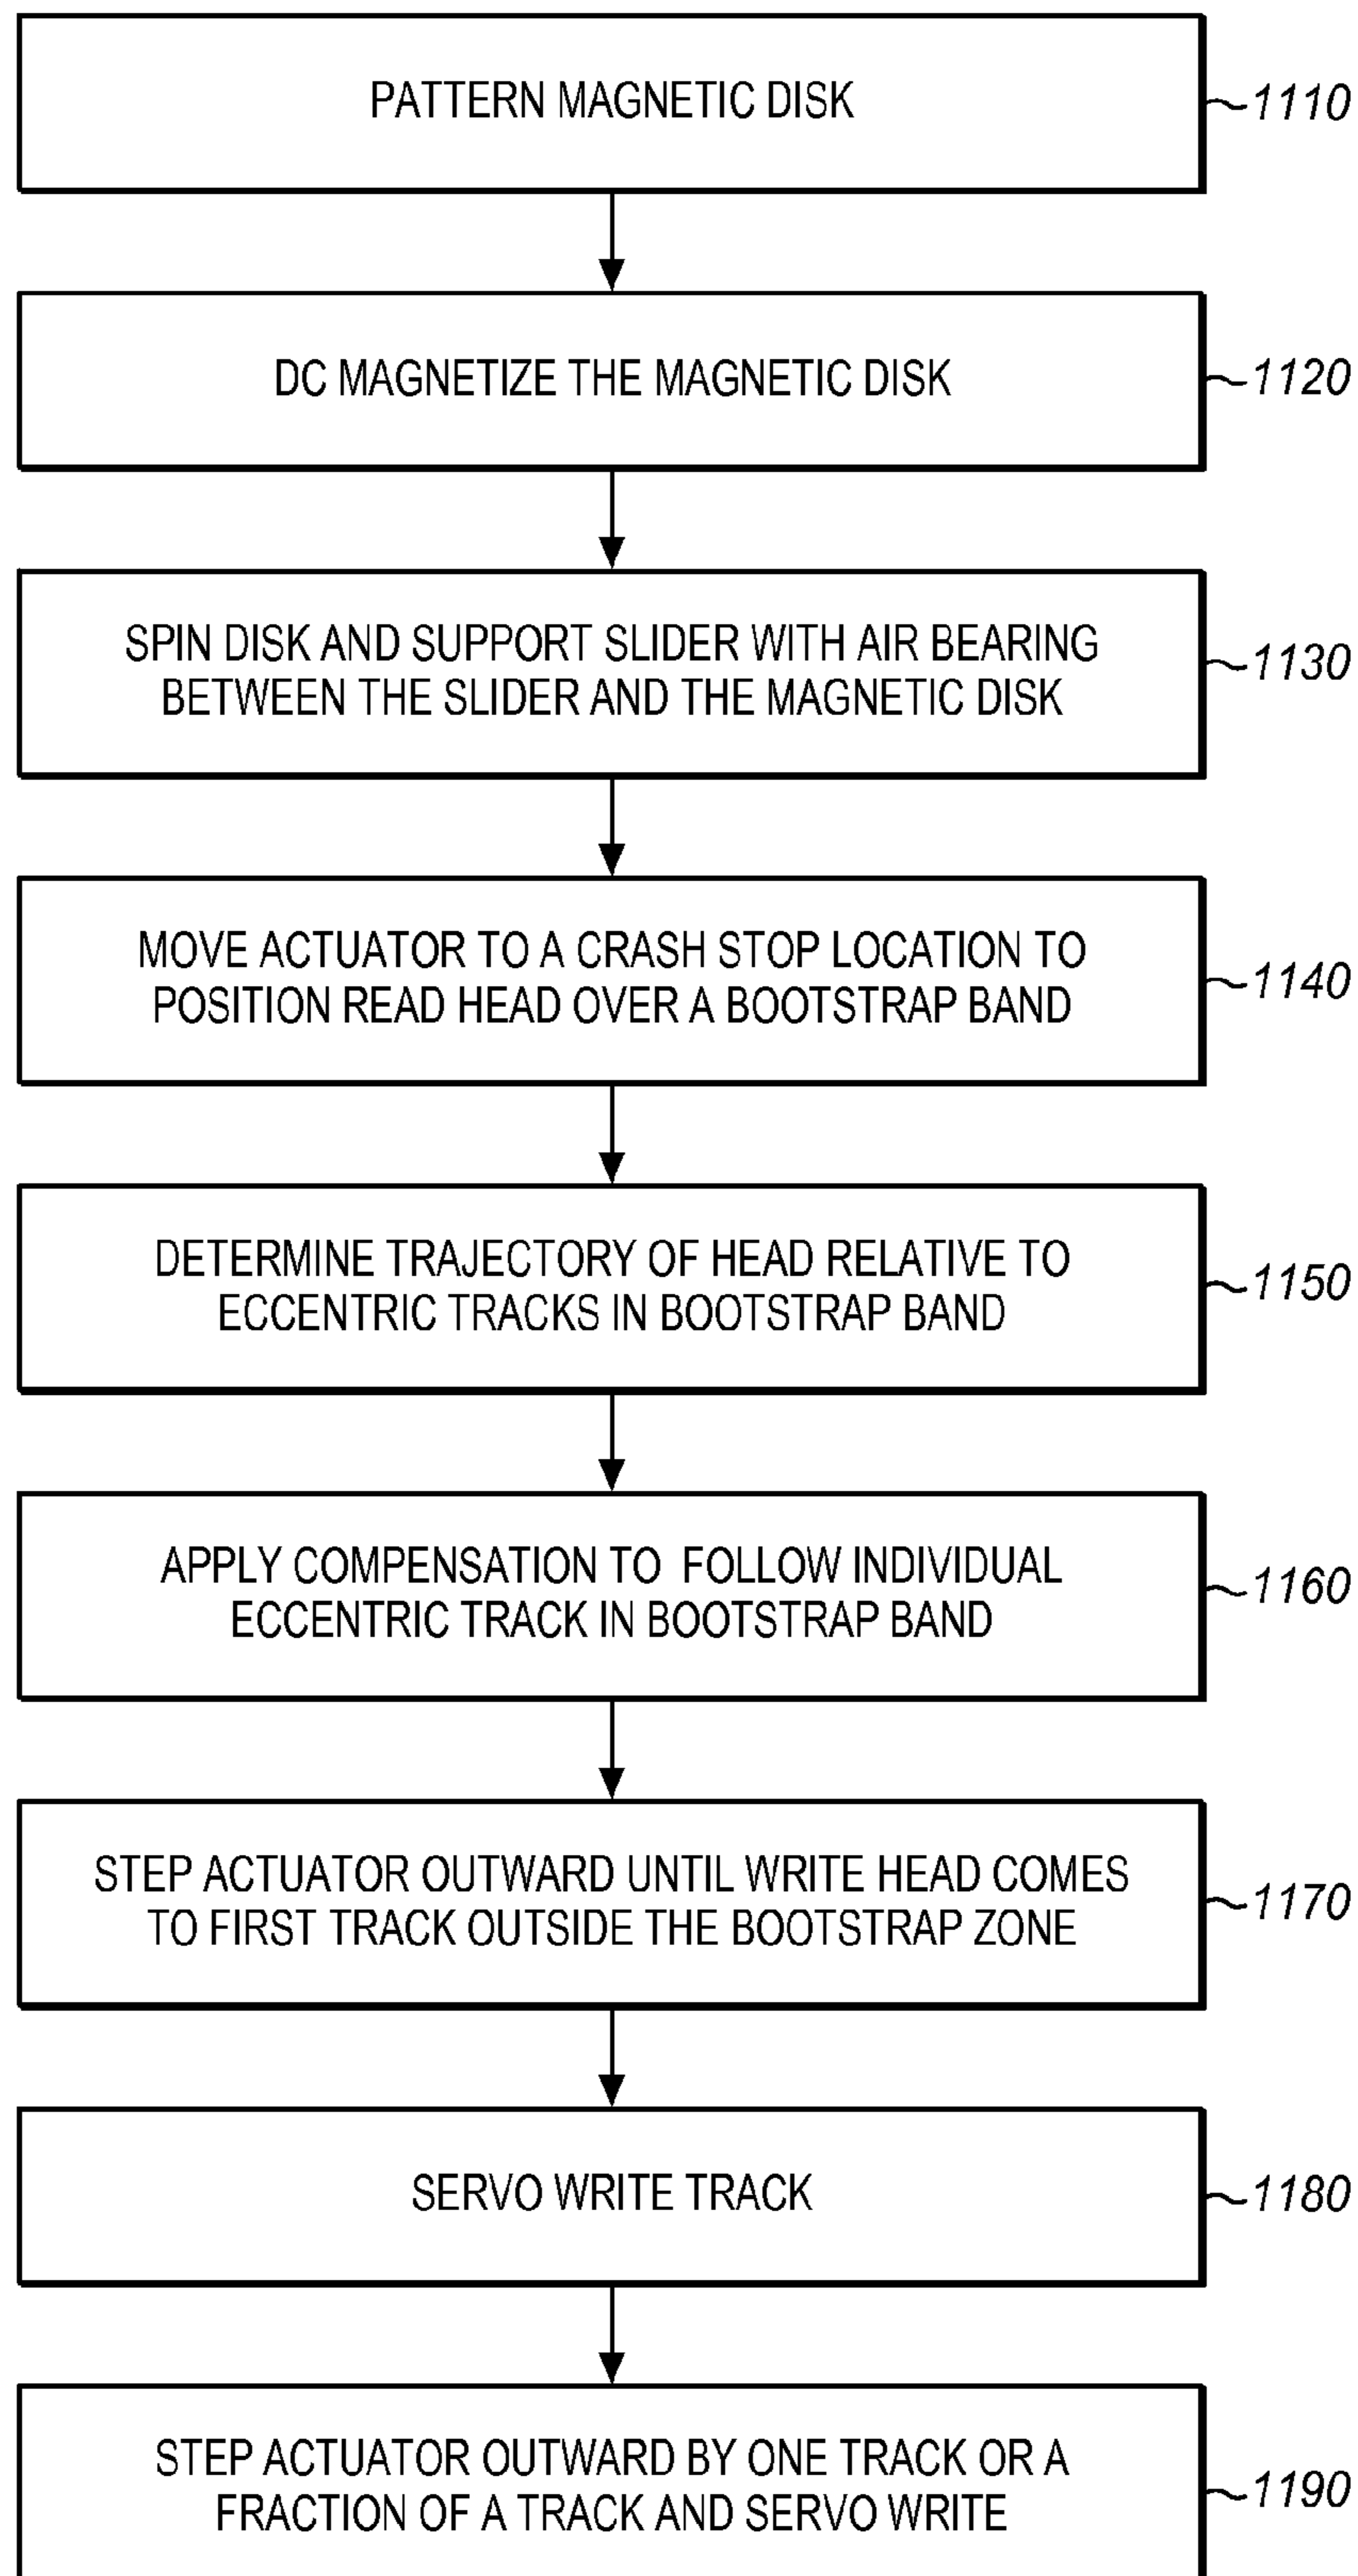 PATTERN MAGNETIC DISK
1110
DC MAGNETIZE THE MAGNETIC DISK
1120
SPIN DISK AND SUPPORT SLIDER WITH AIR BEARING
BETWEEN THE SLIDER AND THE MAGNETIC DISK
1130
MOVE ACTUATOR TO A CRASH STOP LOCATION TO
POSITION READ HEAD OVER A BOOTSTRAP BAND
1140
DETERMINE TRAJECTORY OF HEAD RELATIVE TO
ECCENTRIC TRACKS IN BOOTSTRAP BAND
1150
APPLY COMPENSATION TO FOLLOW INDIVIDUAL
ECCENTRIC TRACK IN BOOTSTRAP BAND
1160
STEP ACTUATOR OUTWARD UNTIL WRITE HEAD COMES
TO FIRST TRACK OUTSIDE THE BOOTSTRAP ZONE
1170
SERVO WRITE TRACK
1180
STEP ACTUATOR OUTWARD BY ONE TRACK OR A
FRACTION OF A TRACK AND SERVO WRITE
1190